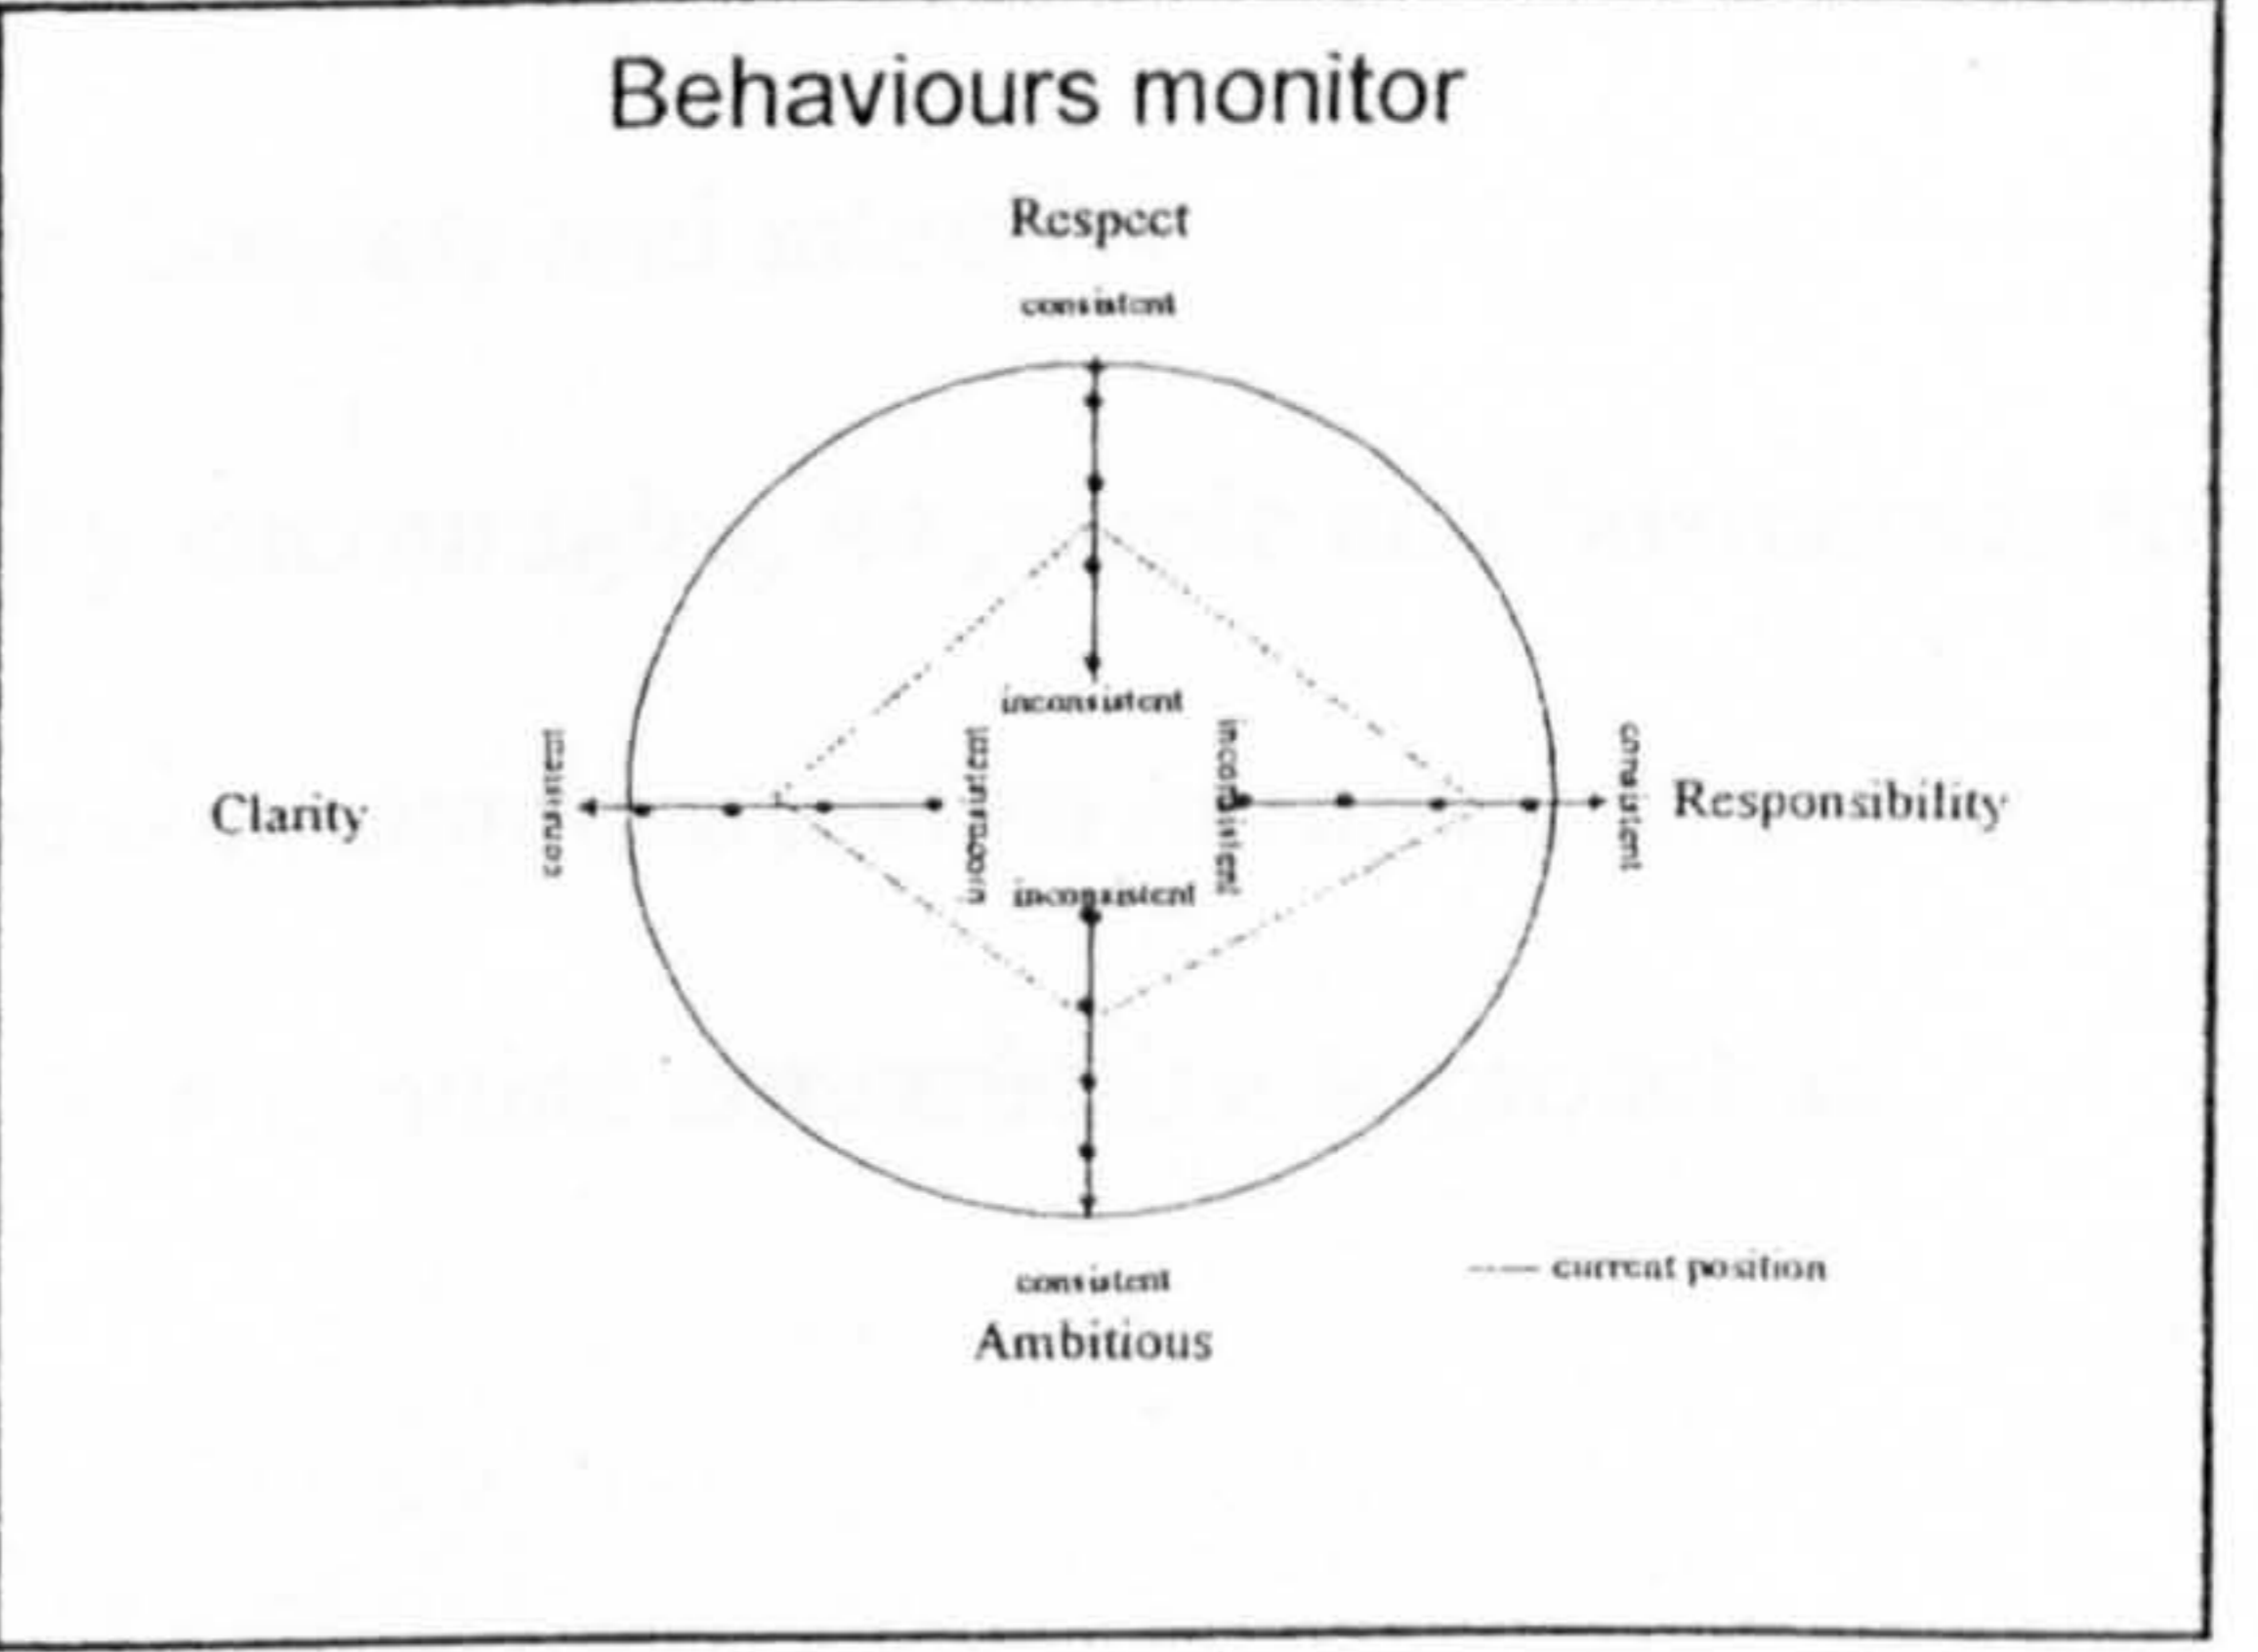 Behaviours monitor
Respect
consistent
inconsistent
Clarity
consistent
inconsistent
inconsistent
consistent
Responsibility
inconsistent
consistent
Ambitious
current position